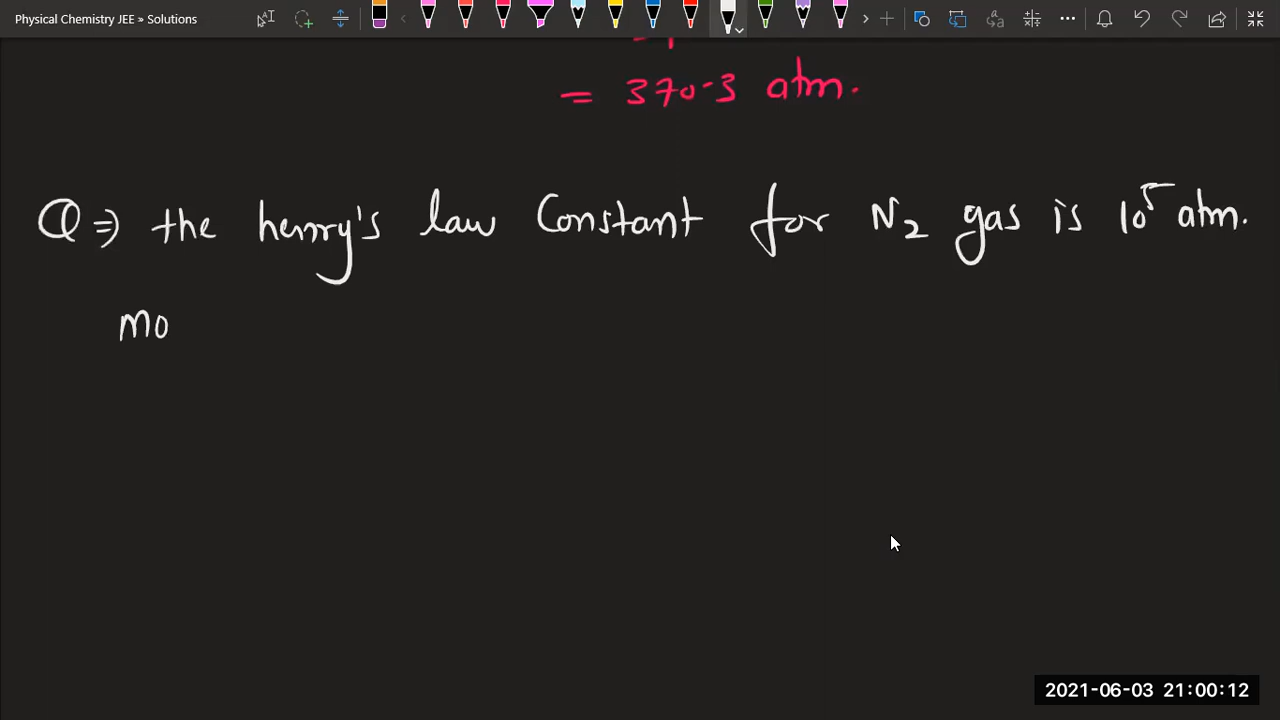 Physical Chemistry JEE » Solutions
= 370.3 atm.
Q⇒ the henry's law Constant for N₂ gas is 10⁵ atm.
mo
2021-06-03 21:00:12